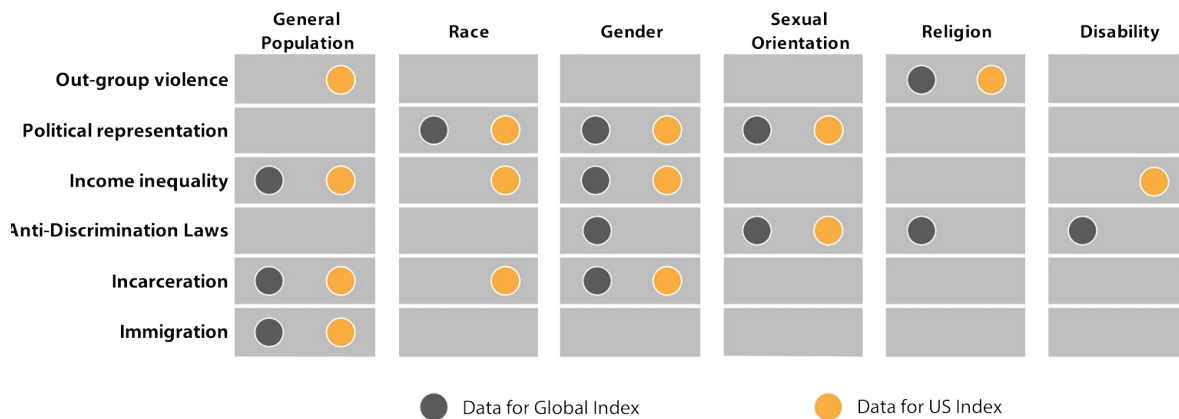 General
Population
Race
Gender
Sexual
Orientation
Religion
Disability
Out-group violence
Political representation
Income inequality
Anti-Discrimination Laws
Incarceration
Immigration
Data for Global Index
Data for US Index